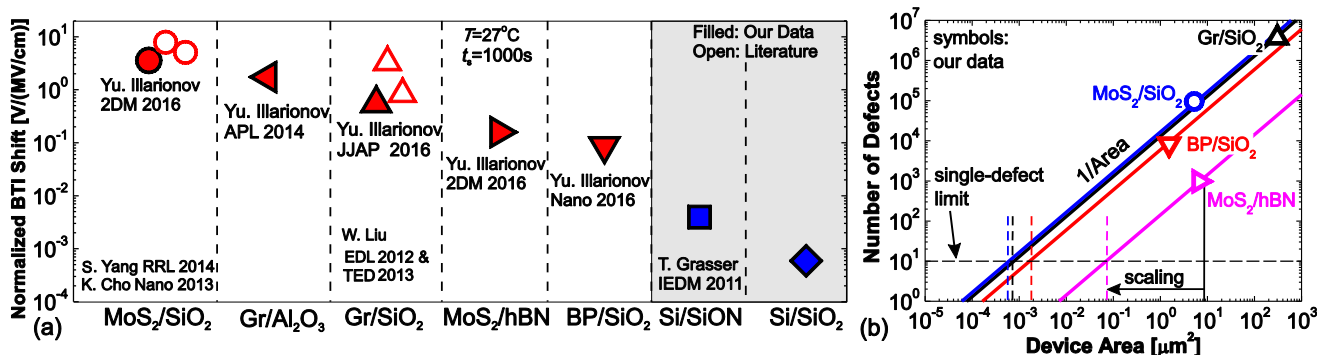 Normalized BTI Shift [V/(MV/cm)]
10¹
10⁰
10⁻¹
10⁻²
10⁻³
10⁻⁴
(a)
Yu. Illarionov
2DM 2016
S. Yang RRL 2014
K. Cho Nano 2013
Yu. Illarionov
APL 2014
Yu. Illarionov
JJAP 2016
W. Liu
EDL 2012 &
TED 2013
T=27°C
tₛ=1000s
Yu. Illarionov
2DM 2016
Yu. Illarionov
Nano 2016
Filled: Our Data
Open: Literature
T. Grasser
IEDM 2011
MoS₂/SiO₂
Gr/Al₂O₃
Gr/SiO₂
MoS₂/hBN
BP/SiO₂
Si/SiON
Si/SiO₂
Number of Defects
10⁷
10⁶
10⁵
10⁴
10³
10²
10¹
10⁰
symbols:
our data
Gr/SiO₂
MoS₂/SiO₂
BP/SiO₂
1/Area
MoS₂/hBN
single-defect
limit
scaling
(b)
10⁻⁵
10⁻⁴
10⁻³
10⁻²
10⁻¹
10⁰
10¹
10²
10³
Device Area [μm²]